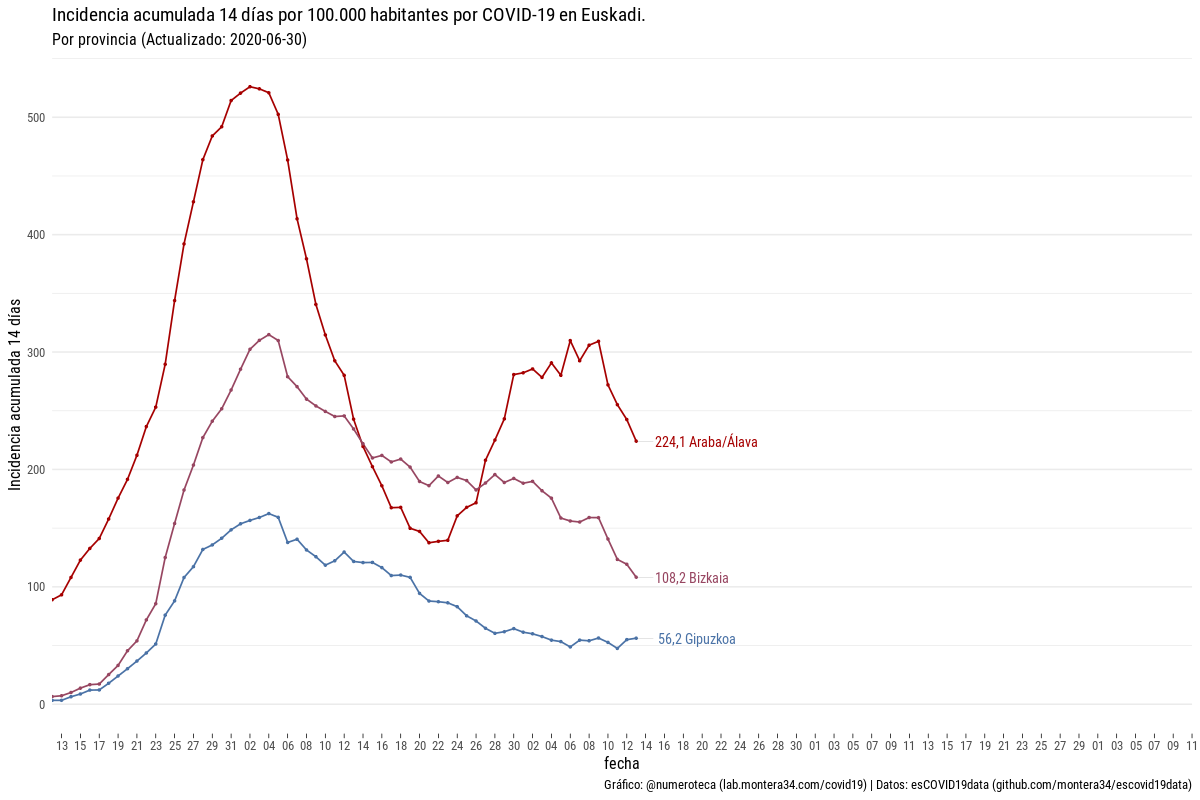 Incidencia acumulada 14 días por 100.000 habitantes por COVID-19 en Euskadi.
Por provincia (Actualizado: 2020-06-30)
Incidencia acumulada 14 días
500
400
300
200
100
0
224,1 Araba/Álava
108,2 Bizkaia
56,2 Gipuzkoa
13 15 17 19 21 23 25 27 29 31 02 04 06 08 10 12 14 16 18 20 22 24 26 28 30 02 04 06 08 10 12 14 16 18 20 22 24 26 28 30 01 03 05 07 09 11 13 15 17 19 21 23 25 27 29 01 03 05 07 09 11
fecha
Gráfico: @numeroteca (lab.montera34.com/covid19) | Datos: esCOVID19data (github.com/montera34/escovid19data)